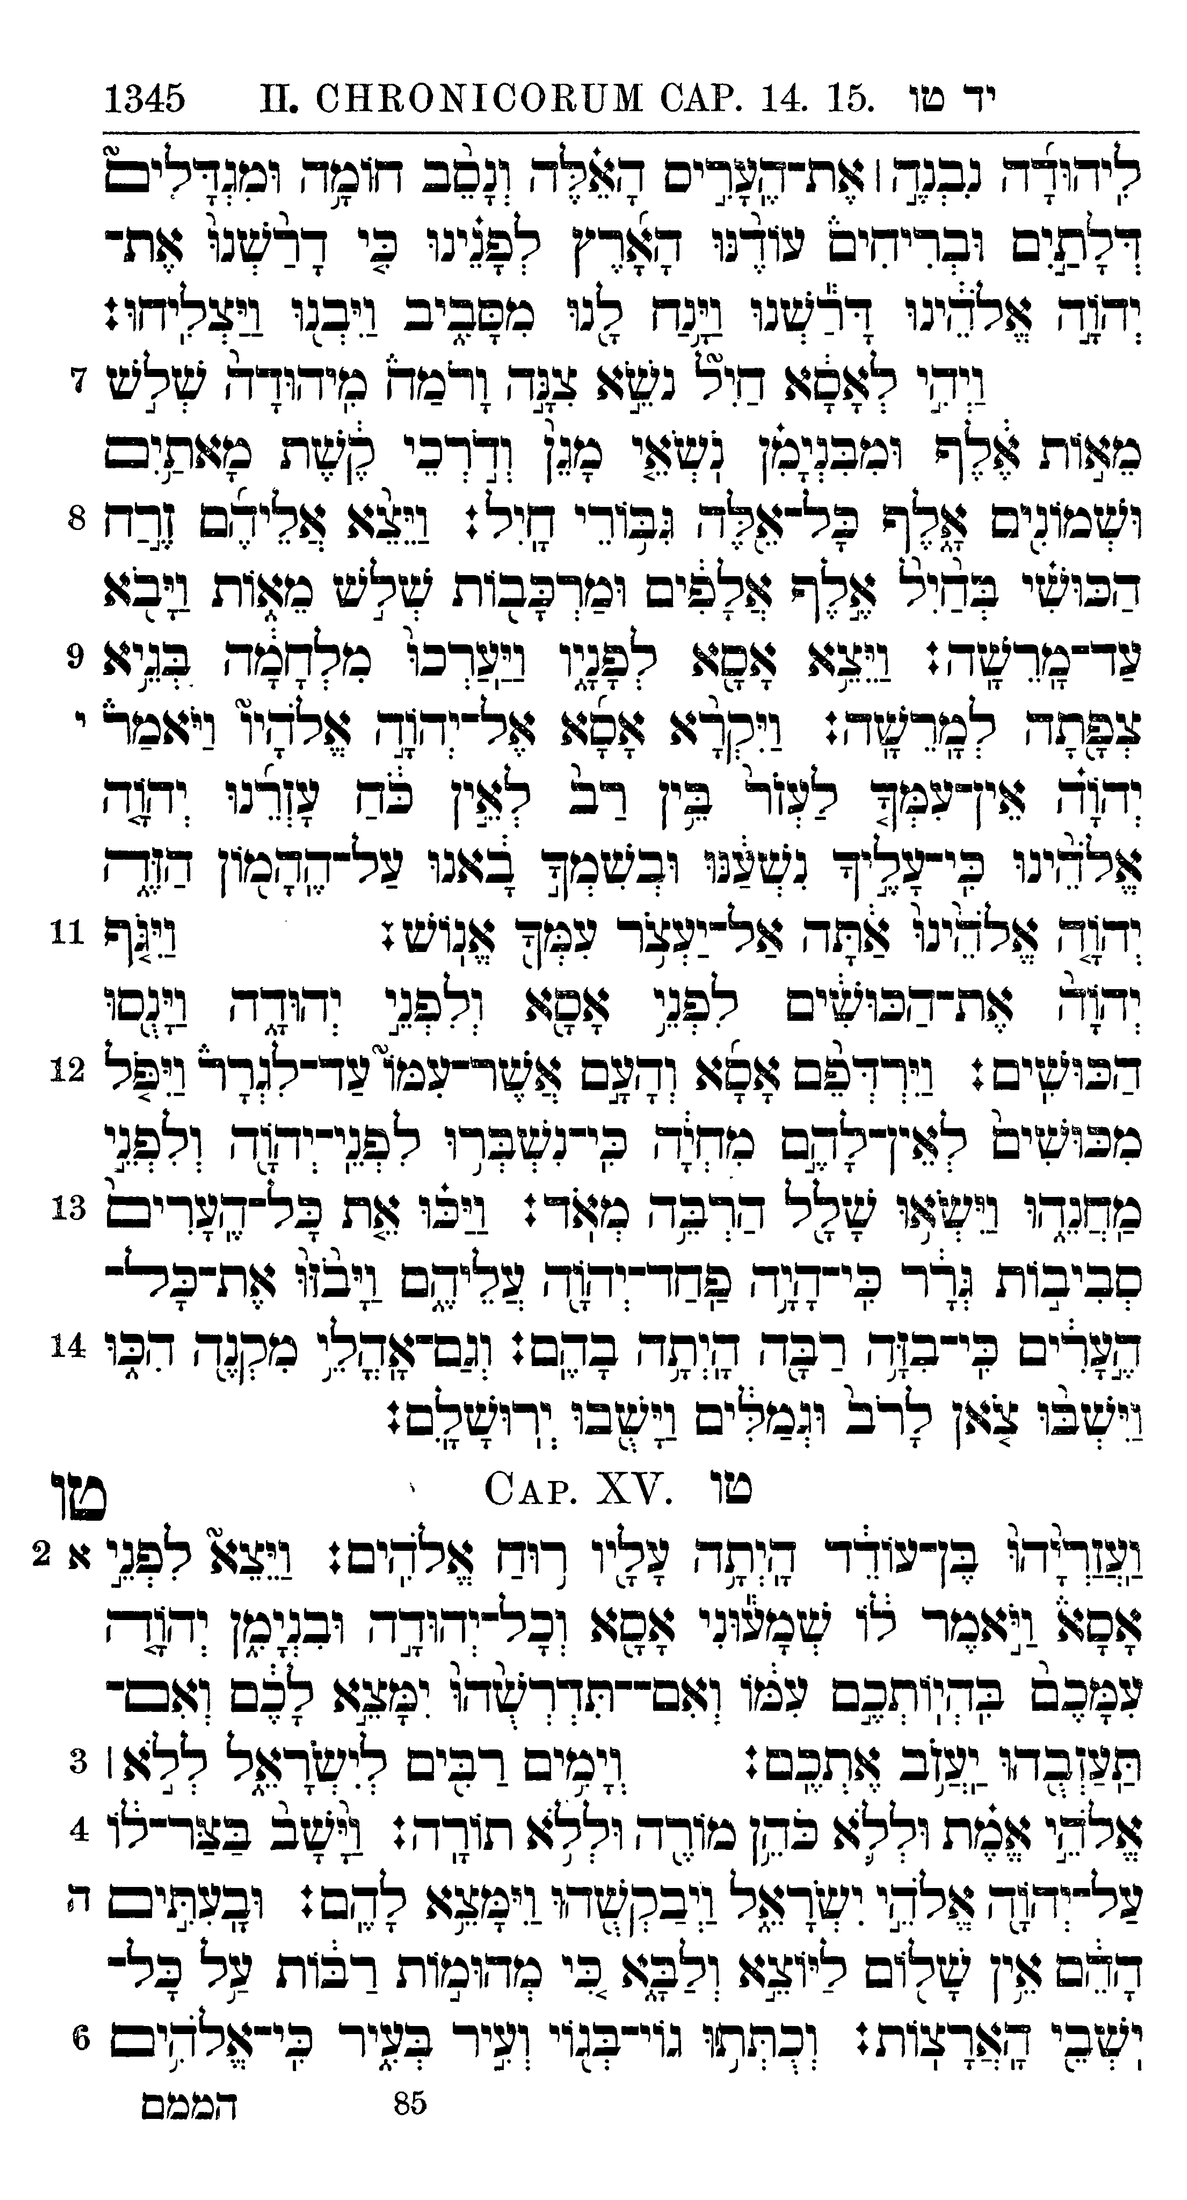 1345 II. CHRONICORUM CAP. 14. 15. יד טו
לִֽיהוּדָ֜ה נִבְנֶ֣ה׀ אֶת־הֶעָרִ֣ים הָאֵ֗לֶּה וְנָסֵ֨ב חוֹמָ֥ה וּמִגְדָּלִים֮
דְּלָתַ֣יִם וּבְרִיחִים֒ עוֹדֶ֨נּוּ הָאָ֜רֶץ לְפָנֵ֗ינוּ כִּ֤י דָרַ֙שְׁנוּ֙ אֶת־
יְהוָֹ֣ה אֱלֹהֵ֔ינוּ דָּרַ֕שְׁנוּ וַיָּ֥נַֽח לָ֖נוּ מִסָּבִ֑יב וַיִּבְנ֖וּ וַיַּצְלִֽיחוּ׃
7 וַיְהִ֣י לְאָסָ֗א חַיִל֮ נֹשֵׂ֣א צִנָּ֣ה וָרֹמַח֒ מִֽיהוּדָה֙ שְׁלֹ֣שׁ
מֵא֣וֹת אֶ֔לֶף וּמִבִּנְיָמִ֗ן נֹֽשְׂאֵ֤י מָגֵן֙ וְדֹ֣רְכֵי קֶ֔שֶׁת מָאתַ֥יִם
8 וּשְׁמוֹנִ֖ים אָ֑לֶף כָּל־אֵ֖לֶּה גִּבּ֥וֹרֵי חָֽיִל׃ וַיֵּצֵ֨א אֲלֵיהֶ֜ם זֶ֣רַח
הַכּוּשִׁ֗י בְּחַ֙יִל֙ אֶ֣לֶף אֲלָפִ֔ים וּמַרְכָּב֖וֹת שְׁלֹ֣שׁ מֵא֑וֹת וַיָּבֹ֖א
9 עַד־מָרֵשָֽׁה׃ וַיֵּצֵ֥א אָסָ֖א לְפָנָ֑יו וַיַּֽעַרְכוּ֙ מִלְחָמָ֔ה בְּגֵ֥יא
י צְפָ֖תָה לְמָרֵשָֽׁה׃ וַיִּקְרָ֨א אָסָ֜א אֶל־יְהוָֹ֣ה אֱלֹהָיו֮ וַיֹּאמַר֒
יְהוָֹ֗ה אֵֽין־עִמְּךָ֤ לַעְזוֹר֙ בֵּ֥ין רַב֙ לְאֵ֣ין כֹּ֔חַ עָזְרֵ֜נוּ יְהוָֹ֤ה
אֱלֹהֵ֙ינוּ֙ כִּֽי־עָלֶ֣יךָ נִשְׁעַ֔נּוּ וּבְשִׁמְךָ֣ בָ֔אנוּ עַל־הֶֽהָמ֖וֹן הַזֶּ֑ה
11 יְהוָֹ֤ה אֱלֹהֵ֙ינוּ֙ אַ֔תָּה אַל־יַעְצֹ֥ר עִמְּךָ֖ אֱנֽוֹשׁ׃ וַיִּגֹּ֤ף
יְהוָֹה֙ אֶת־הַכּוּשִׁ֔ים לִפְנֵ֥י אָסָ֖א וְלִפְנֵ֣י יְהוּדָ֑ה וַיָּנֻ֖סוּ
12 הַכּוּשִֽׁים׃ וַיִּרְדְּפֵ֨ם אָסָ֜א וְהָעָ֣ם אֲשֶׁר־עִמּוֹ֮ עַד־לִגְרָר֒ וַיִּפֹּ֤ל
מִכּוּשִׁים֙ לְאֵֽין־לָהֶ֣ם מִחְיָ֔ה כִּֽי־נִשְׁבְּר֥וּ לִפְנֵֽי־יְהוָֹ֖ה וְלִפְנֵ֣י
13 מַחֲנֵ֑הוּ וַיִּשְׂא֥וּ שָׁלָ֖ל הַרְבֵּ֥ה מְאֹֽד׃ וַיַּכּ֗וּ אֵ֤ת כָּל־הֶֽעָרִים֙
סְבִיב֣וֹת גְּרָ֔ר כִּֽי־הָיָ֥ה פַֽחַד־יְהוָֹ֖ה עֲלֵיהֶ֑ם וַיָּבֹ֙זּוּ֙ אֶת־כָּל־
14 הֶ֣עָרִ֔ים כִּֽי־בִזָּ֥ה רַבָּ֖ה הָיְתָ֥ה בָהֶֽם׃ וְגַם־אָהֳלֵ֥י מִקְנֶ֖ה הִכּ֑וּ
וַיִּשְׁבּ֨וּ צֹ֤אן לָרֹב֙ וּגְמַלִּ֔ים וַיָּשֻׁ֖בוּ יְרֽוּשָׁלִָֽם׃
טו CAP. XV. טו
2 א וַעֲזַרְיָ֙הוּ֙ בֶּן־עוֹדֵ֔ד הָיְתָ֥ה עָלָ֖יו ר֥וּחַ אֱלֹהִֽים׃ וַיֵּצֵא֮ לִפְנֵ֣י
אָסָא֒ וַיֹּ֣אמֶר ל֔וֹ שְׁמָע֕וּנִי אָסָ֖א וְכָל־יְהוּדָ֣ה וּבִנְיָמִ֑ן יְהוָֹ֤ה
עִמָּכֶם֙ בִּֽהְיֽוֹתְכֶ֣ם עִמּ֔וֹ וְאִֽם־תִּדְרְשֻׁ֙הוּ֙ יִמָּצֵ֣א לָכֶ֔ם וְאִם־
3 תַּעַזְבֻ֖הוּ יַעֲזֹ֥ב אֶתְכֶֽם׃ וְיָמִ֥ים רַבִּ֖ים לְיִשְׂרָאֵ֑ל לְלֹ֣א׀
4 אֱלֹהֵ֣י אֱמֶ֗ת וּלְלֹ֛א כֹּהֵ֥ן מוֹרֶ֖ה וּלְלֹ֥א תוֹרָֽה׃ וַיָּ֙שָׁב֙ בַּצַּר־ל֔וֹ
ה עַל־יְהוָֹ֖ה אֱלֹהֵ֣י יִשְׂרָאֵ֑ל וַיְבַקְשֻׁ֖הוּ וַיִּמָּצֵ֥א לָהֶֽם׃ וּבָעִתִּ֣ים
הָהֵ֔ם אֵ֥ין שָׁל֖וֹם לַיּוֹצֵ֣א וְלַבָּ֑א כִּ֚י מְהוּמ֣וֹת רַבּ֔וֹת עַ֥ל כָּל־
6 יֹשְׁבֵ֖י הָאֲרָצֽוֹת׃ וְכֻתְּת֥וּ גוֹי־בְּג֖וֹי וְעִ֣יר בְּעִ֑יר כִּֽי־אֱלֹהִ֥ים
הממם 85